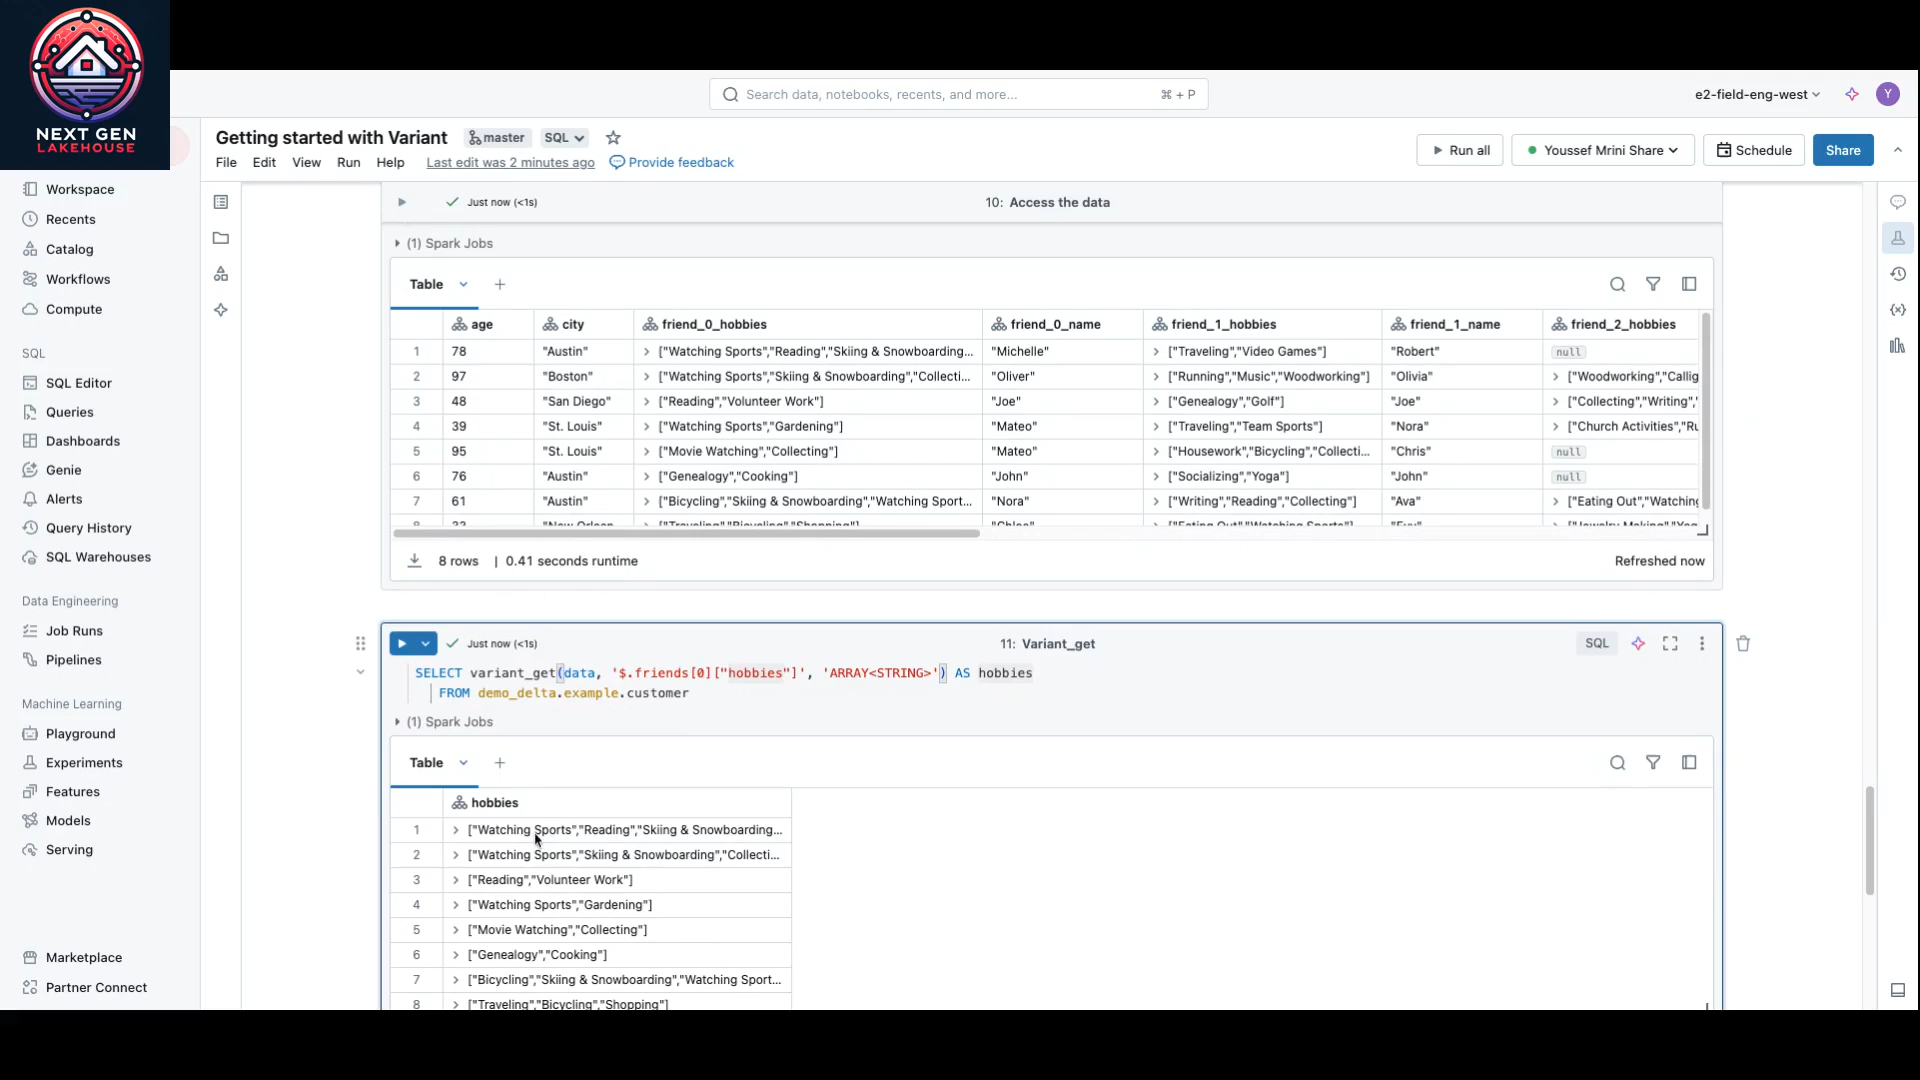 NEXT GEN
LAKEHOUSE
Search data, notebooks, recents, and more...
⌘ + P
e2-field-eng-west
Y
Getting started with Variant
master
SQL
File Edit View Run Help
Last edit was 2 minutes ago
Provide feedback
Run all
Youssef Mrini Share
Schedule
Share
Workspace
Recents
Catalog
Workflows
Compute
SQL
SQL Editor
Queries
Dashboards
Genie
Alerts
Query History
SQL Warehouses
Data Engineering
Job Runs
Pipelines
Machine Learning
Playground
Experiments
Features
Models
Serving
Marketplace
Partner Connect
Just now (<1s)
10: Access the data
(1) Spark Jobs
Table
age city friend_0_hobbies friend_0_name friend_1_hobbies friend_1_name friend_2_hobbies
1 78 "Austin" ["Watching Sports","Reading","Skiing & Snowboarding... "Michelle" ["Traveling","Video Games"] "Robert" null
2 97 "Boston" ["Watching Sports","Skiing & Snowboarding","Collecti... "Oliver" ["Running","Music","Woodworking"] "Olivia" ["Woodworking","Callig
3 48 "San Diego" ["Reading","Volunteer Work"] "Joe" ["Genealogy","Golf"] "Joe" ["Collecting","Writing","
4 39 "St. Louis" ["Watching Sports","Gardening"] "Mateo" ["Traveling","Team Sports"] "Nora" ["Church Activities","Ru
5 95 "St. Louis" ["Movie Watching","Collecting"] "Mateo" ["Housework","Bicycling","Collecti... "Chris" null
6 76 "Austin" ["Genealogy","Cooking"] "John" ["Socializing","Yoga"] "John" null
7 61 "Austin" ["Bicycling","Skiing & Snowboarding","Watching Sport... "Nora" ["Writing","Reading","Collecting"] "Ava" ["Eating Out","Watching
["Traveling","Bicycling","Shopping"] ["Eating Out","Watching Sports"]
8 rows | 0.41 seconds runtime
Refreshed now
Just now (<1s)
11: Variant_get
SQL
SELECT variant_get(data, '$.friends[0]["hobbies"]', 'ARRAY<STRING>') AS hobbies
FROM demo_delta.example.customer
(1) Spark Jobs
Table
hobbies
1 ["Watching Sports","Reading","Skiing & Snowboarding...
2 ["Watching Sports","Skiing & Snowboarding","Collecti...
3 ["Reading","Volunteer Work"]
4 ["Watching Sports","Gardening"]
5 ["Movie Watching","Collecting"]
6 ["Genealogy","Cooking"]
7 ["Bicycling","Skiing & Snowboarding","Watching Sport...
8 ["Traveling","Bicycling","Shopping"]